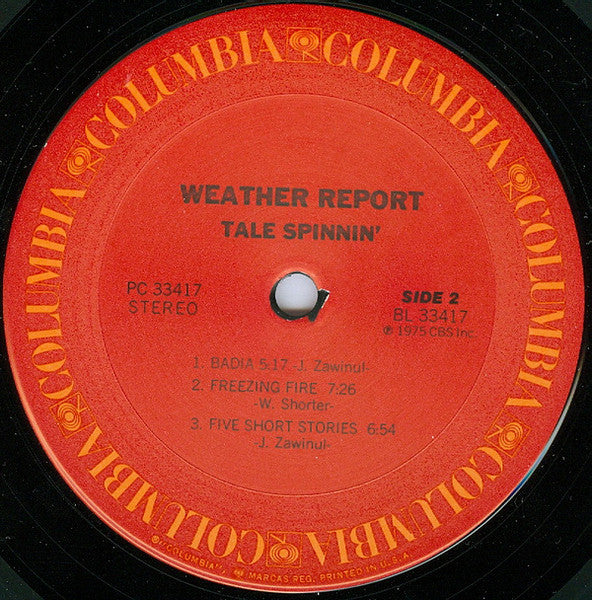 COLUMBIA COLUMBIA COLUMBIA COLUMBIA COLUMBIA COLUMBIA
WEATHER REPORT
TALE SPINNIN'
PC 33417
STEREO
SIDE 2
BL 33417
℗ 1975 CBS Inc.
1. BADIA 5:17 -J. Zawinul-
2. FREEZING FIRE 7:26
-W. Shorter-
3. FIVE SHORT STORIES 6:54
-J. Zawinul-
"COLUMBIA", MARCAS REG. PRINTED IN U.S.A.